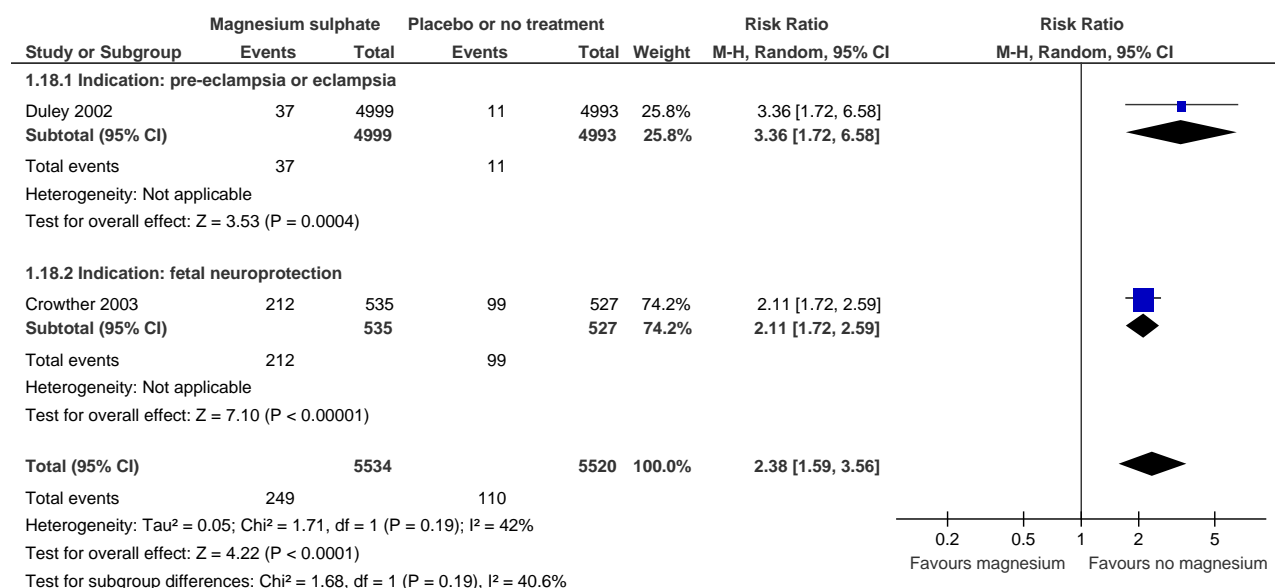 Magnesium sulphate Placebo or no treatment Risk Ratio Risk Ratio
Study or Subgroup Events Total Events Total Weight M-H, Random, 95% CI M-H, Random, 95% CI
1.18.1 Indication: pre-eclampsia or eclampsia
Duley 2002 37 4999 11 4993 25.8% 3.36 [1.72, 6.58]
Subtotal (95% CI) 4999 4993 25.8% 3.36 [1.72, 6.58]
Total events 37 11
Heterogeneity: Not applicable
Test for overall effect: Z = 3.53 (P = 0.0004)
1.18.2 Indication: fetal neuroprotection
Crowther 2003 212 535 99 527 74.2% 2.11 [1.72, 2.59]
Subtotal (95% CI) 535 527 74.2% 2.11 [1.72, 2.59]
Total events 212 99
Heterogeneity: Not applicable
Test for overall effect: Z = 7.10 (P < 0.00001)
Total (95% CI) 5534 5520 100.0% 2.38 [1.59, 3.56]
Total events 249 110
Heterogeneity: Tau² = 0.05; Chi² = 1.71, df = 1 (P = 0.19); I² = 42%
Test for overall effect: Z = 4.22 (P < 0.0001)
Test for subgroup differences: Chi² = 1.68, df = 1 (P = 0.19), I² = 40.6%
0.2 0.5 1 2 5
Favours magnesium Favours no magnesium